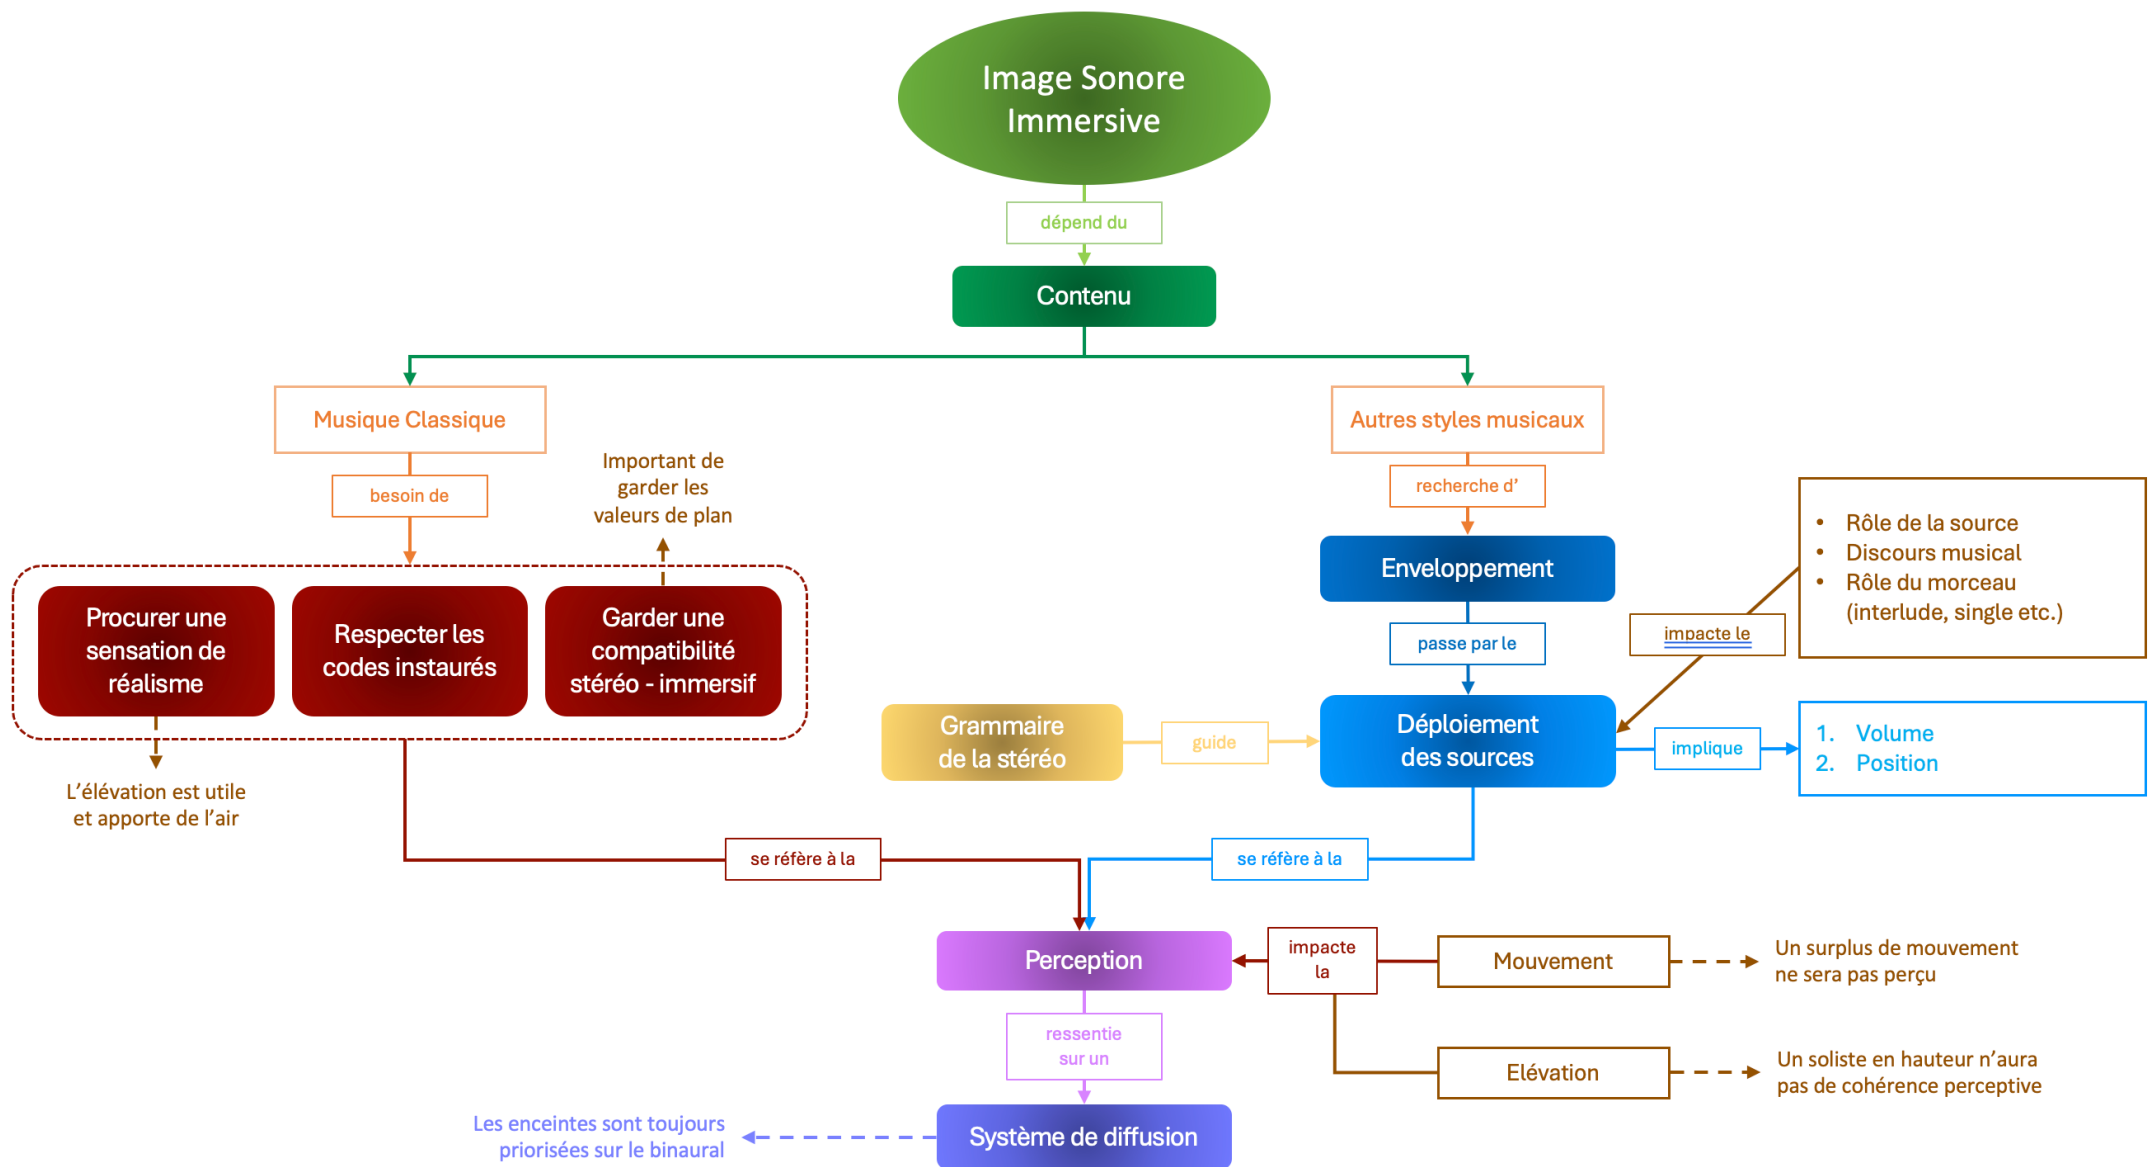 Image Sonore
Immersive
dépend du
Contenu
Musique Classique
Autres styles musicaux
besoin de
Important de
garder les
valeurs de plan
recherche d’
Procurer une
sensation de
réalisme
Respecter les
codes instaurés
Garder une
compatibilité
stéréo - immersif
L’élévation est utile
et apporte de l’air
Enveloppement
passe par le
impacte le
• Rôle de la source
• Discours musical
• Rôle du morceau
(interlude, single etc.)
Grammaire
de la stéréo
guide
Déploiement
des sources
implique
1. Volume
2. Position
se réfère à la
se réfère à la
Perception
impacte
la
Mouvement
Un surplus de mouvement
ne sera pas perçu
Elévation
Un soliste en hauteur n’aura
pas de cohérence perceptive
ressentie
sur un
Système de diffusion
Les enceintes sont toujours
priorisées sur le binaural